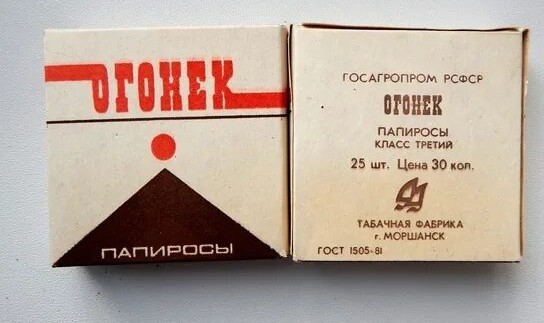 ОГОНЕК
ПАПИРОСЫ
ГОСАГРОПРОМ РСФСР
ОГОНЕК
ПАПИРОСЫ
КЛАСС ТРЕТИЙ
25 шт. Цена 30 коп.
ТАБАЧНАЯ ФАБРИКА
г. МОРШАНСК
ГОСТ 1505-81